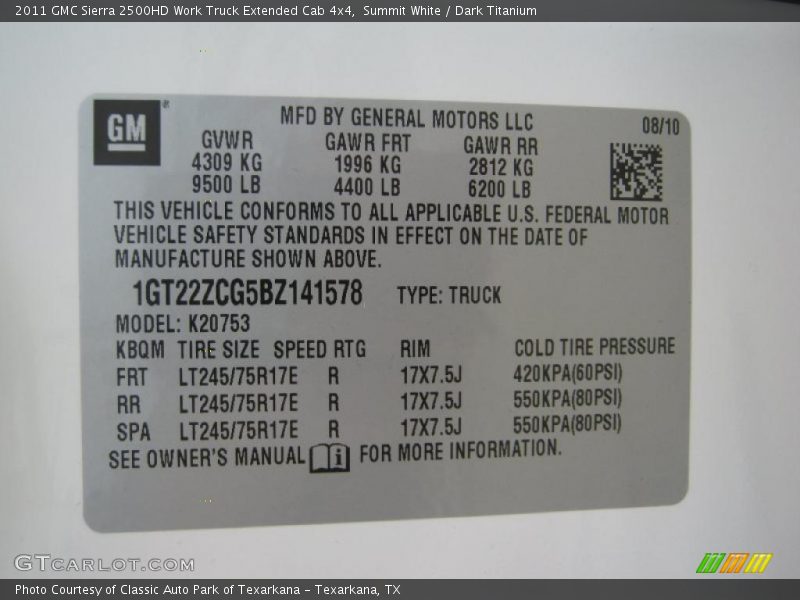 2011 GMC Sierra 2500HD Work Truck Extended Cab 4x4,  Summit White / Dark Titanium
GM®
MFD BY GENERAL MOTORS LLC
08/10
GVWR GAWR FRT GAWR RR
4309 KG 1996 KG 2812 KG
9500 LB 4400 LB 6200 LB
THIS VEHICLE CONFORMS TO ALL APPLICABLE U.S. FEDERAL MOTOR
VEHICLE SAFETY STANDARDS IN EFFECT ON THE DATE OF
MANUFACTURE SHOWN ABOVE.
1GT22ZCG5BZ141578 TYPE: TRUCK
MODEL: K20753
KBQM TIRE SIZE SPEED RTG RIM COLD TIRE PRESSURE
FRT LT245/75R17E R 17X7.5J 420KPA(60PSI)
RR LT245/75R17E R 17X7.5J 550KPA(80PSI)
SPA LT245/75R17E R 17X7.5J 550KPA(80PSI)
SEE OWNER'S MANUAL i FOR MORE INFORMATION.
GTCARLOT.COM
Photo Courtesy of Classic Auto Park of Texarkana - Texarkana, TX